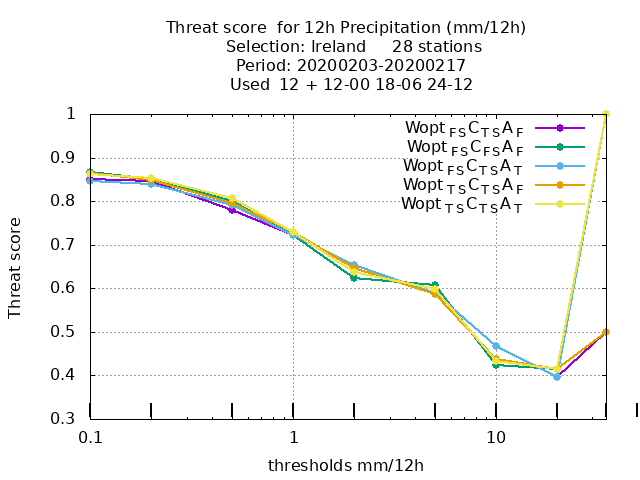 Threat score  for 12h Precipitation (mm/12h)
Selection: Ireland     28 stations
Period: 20200203-20200217
Used  12 + 12-00 18-06 24-12
Wopt FS C TS A F
Wopt FS C FS A F
Wopt FS C TS A T
Wopt TS C TS A F
Wopt TS C TS A T
1
0.9
0.8
0.7
0.6
0.5
0.4
0.3
Threat score
0.1 1 10
thresholds mm/12h